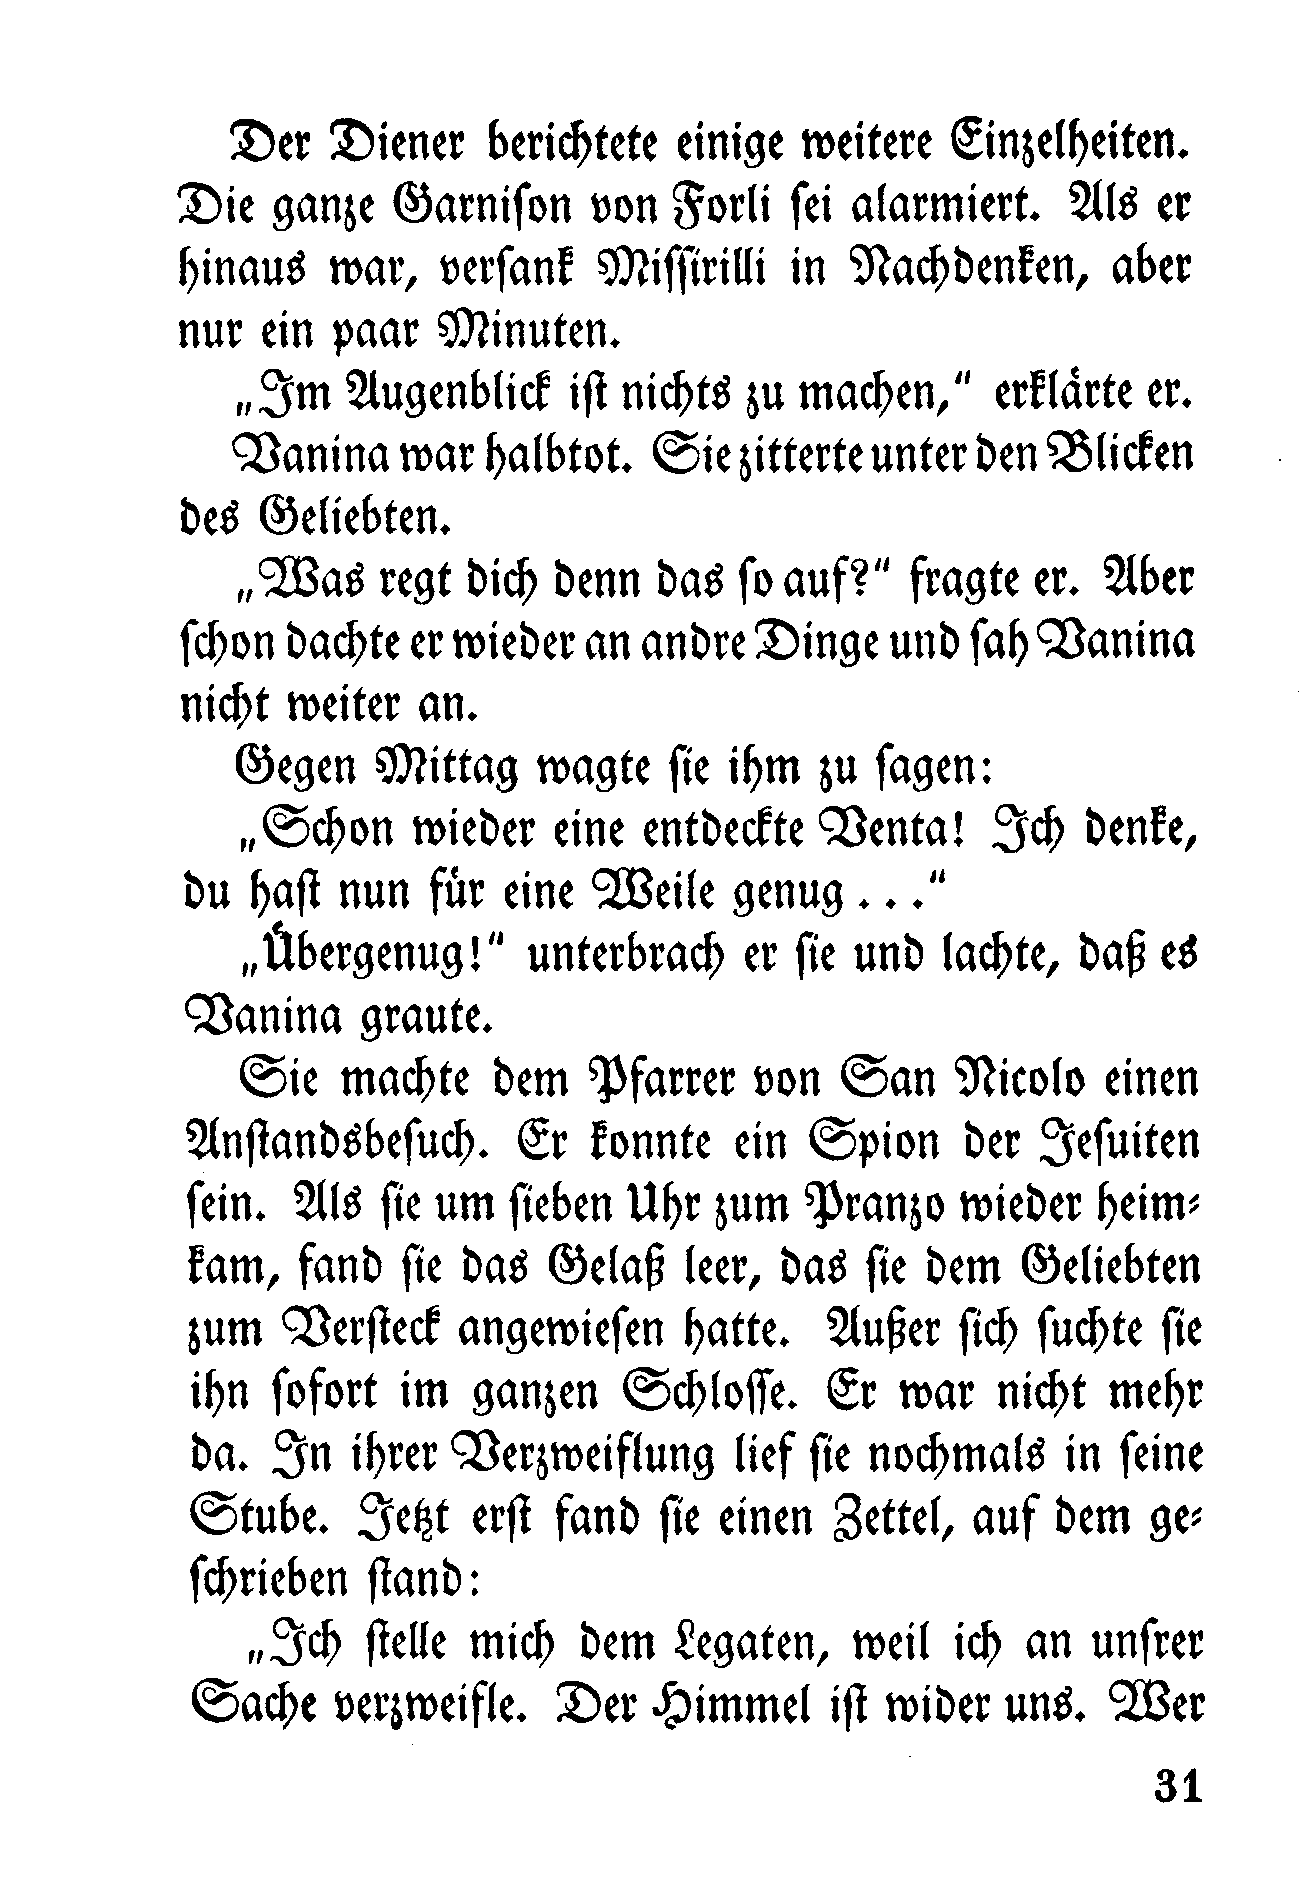 Der Diener berichtete einige weitere Einzelheiten.
Die ganze Garniſon von Forli ſei alarmiert. Als er
hinaus war, verſank Miſſirilli in Nachdenken, aber
nur ein paar Minuten.
„Im Augenblick iſt nichts zu machen,“ erklärte er.
Vanina war halbtot. Sie zitterte unter den Blicken
des Geliebten.
„Was regt dich denn das ſo auf?“ fragte er. Aber
ſchon dachte er wieder an andre Dinge und ſah Vanina
nicht weiter an.
Gegen Mittag wagte ſie ihm zu ſagen:
„Schon wieder eine entdeckte Venta! Ich denke,
du haſt nun für eine Weile genug . . .“
„Übergenug!“ unterbrach er ſie und lachte, daß es
Vanina graute.
Sie machte dem Pfarrer von San Nicolo einen
Anſtandsbeſuch. Er konnte ein Spion der Jeſuiten
ſein. Als ſie um ſieben Uhr zum Pranzo wieder heim⸗
kam, fand ſie das Gelaß leer, das ſie dem Geliebten
zum Verſteck angewieſen hatte. Außer ſich ſuchte ſie
ihn ſofort im ganzen Schloſſe. Er war nicht mehr
da. In ihrer Verzweiflung lief ſie nochmals in ſeine
Stube. Jetzt erſt fand ſie einen Zettel, auf dem ge⸗
ſchrieben ſtand:
„Ich ſtelle mich dem Legaten, weil ich an unſrer
Sache verzweifle. Der Himmel iſt wider uns. Wer
31